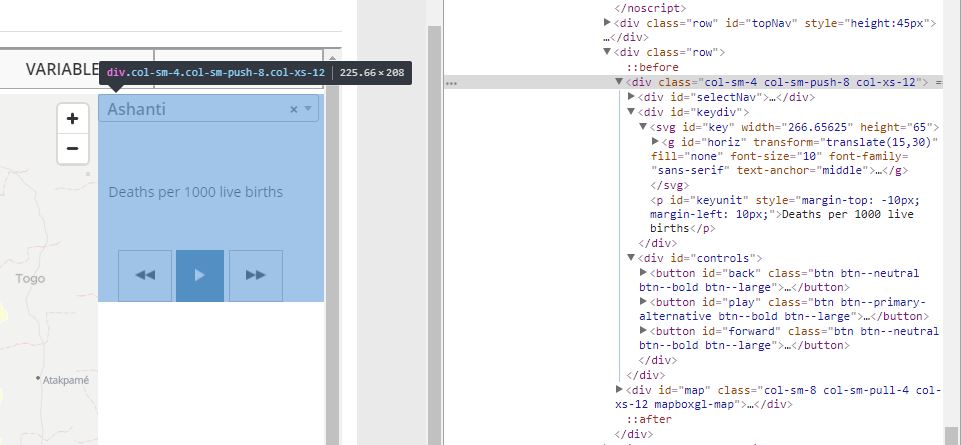 VARIABLE
div.col-sm-4.col-sm-push-8.col-xs-12 | 225.66×208
+
Ashanti × ▾
−
Deaths per 1000 live births
Togo
Atakpamé
</noscript>
▶<div class="row" id="topNav" style="height:45px">
…</div>
▼<div class="row">
::before
… ▼<div class="col-sm-4 col-sm-push-8 col-xs-12"> =
▶<div id="selectNav">…</div>
▼<div id="keydiv">
▼<svg id="key" width="266.65625" height="65">
▶<g id="horiz" transform="translate(15,30)"
fill="none" font-size="10" font-family=
"sans-serif" text-anchor="middle">…</g>
</svg>
<p id="keyunit" style="margin-top: -10px;
margin-left: 10px;">Deaths per 1000 live
births</p>
</div>
▼<div id="controls">
▶<button id="back" class="btn btn--neutral
btn--bold btn--large">…</button>
▶<button id="play" class="btn btn--primary-
alternative btn--bold btn--large">…</button>
▶<button id="forward" class="btn btn--neutral
btn--bold btn--large">…</button>
</div>
</div>
▶<div id="map" class="col-sm-8 col-sm-pull-4 col-
xs-12 mapboxgl-map">…</div>
::after
</div>